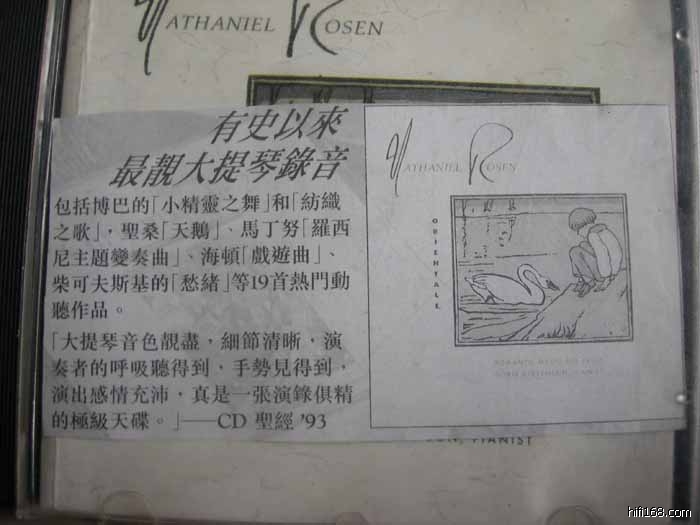 NATHANIEL ROSEN
有史以來
最靚大提琴錄音
包括博巴的「小精靈之舞」和「紡織
之歌」，聖桑「天鵝」、馬丁努「羅西
尼主題變奏曲」、海頓「戲遊曲」、
柴可夫斯基的「愁緒」等19首熱門動
聽作品。
「大提琴音色靚盡，細節清晰，演
奏者的呼吸聽得到，手勢見得到，
演出感情充沛，真是一張演錄俱精
的極級天碟。」——CD 聖經 '93
NATHANIEL ROSEN
ORIENTALE
PIANIST
hifi168.com